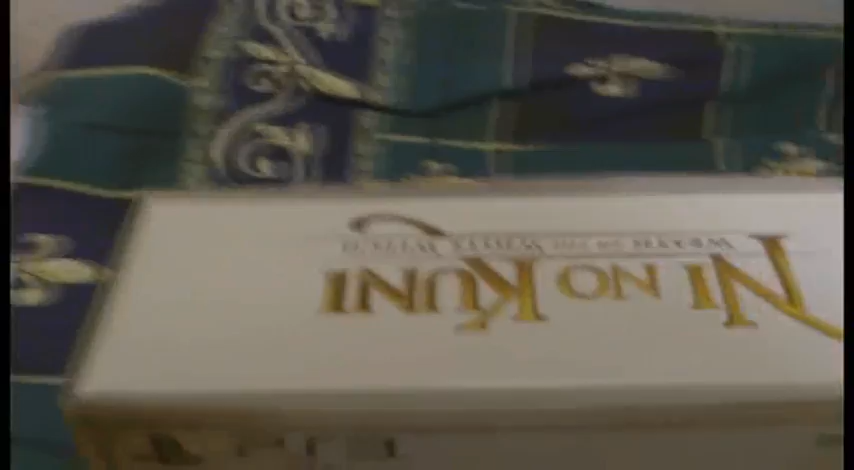 NI NO KUNI
WRATH OF THE WHITE WITCH